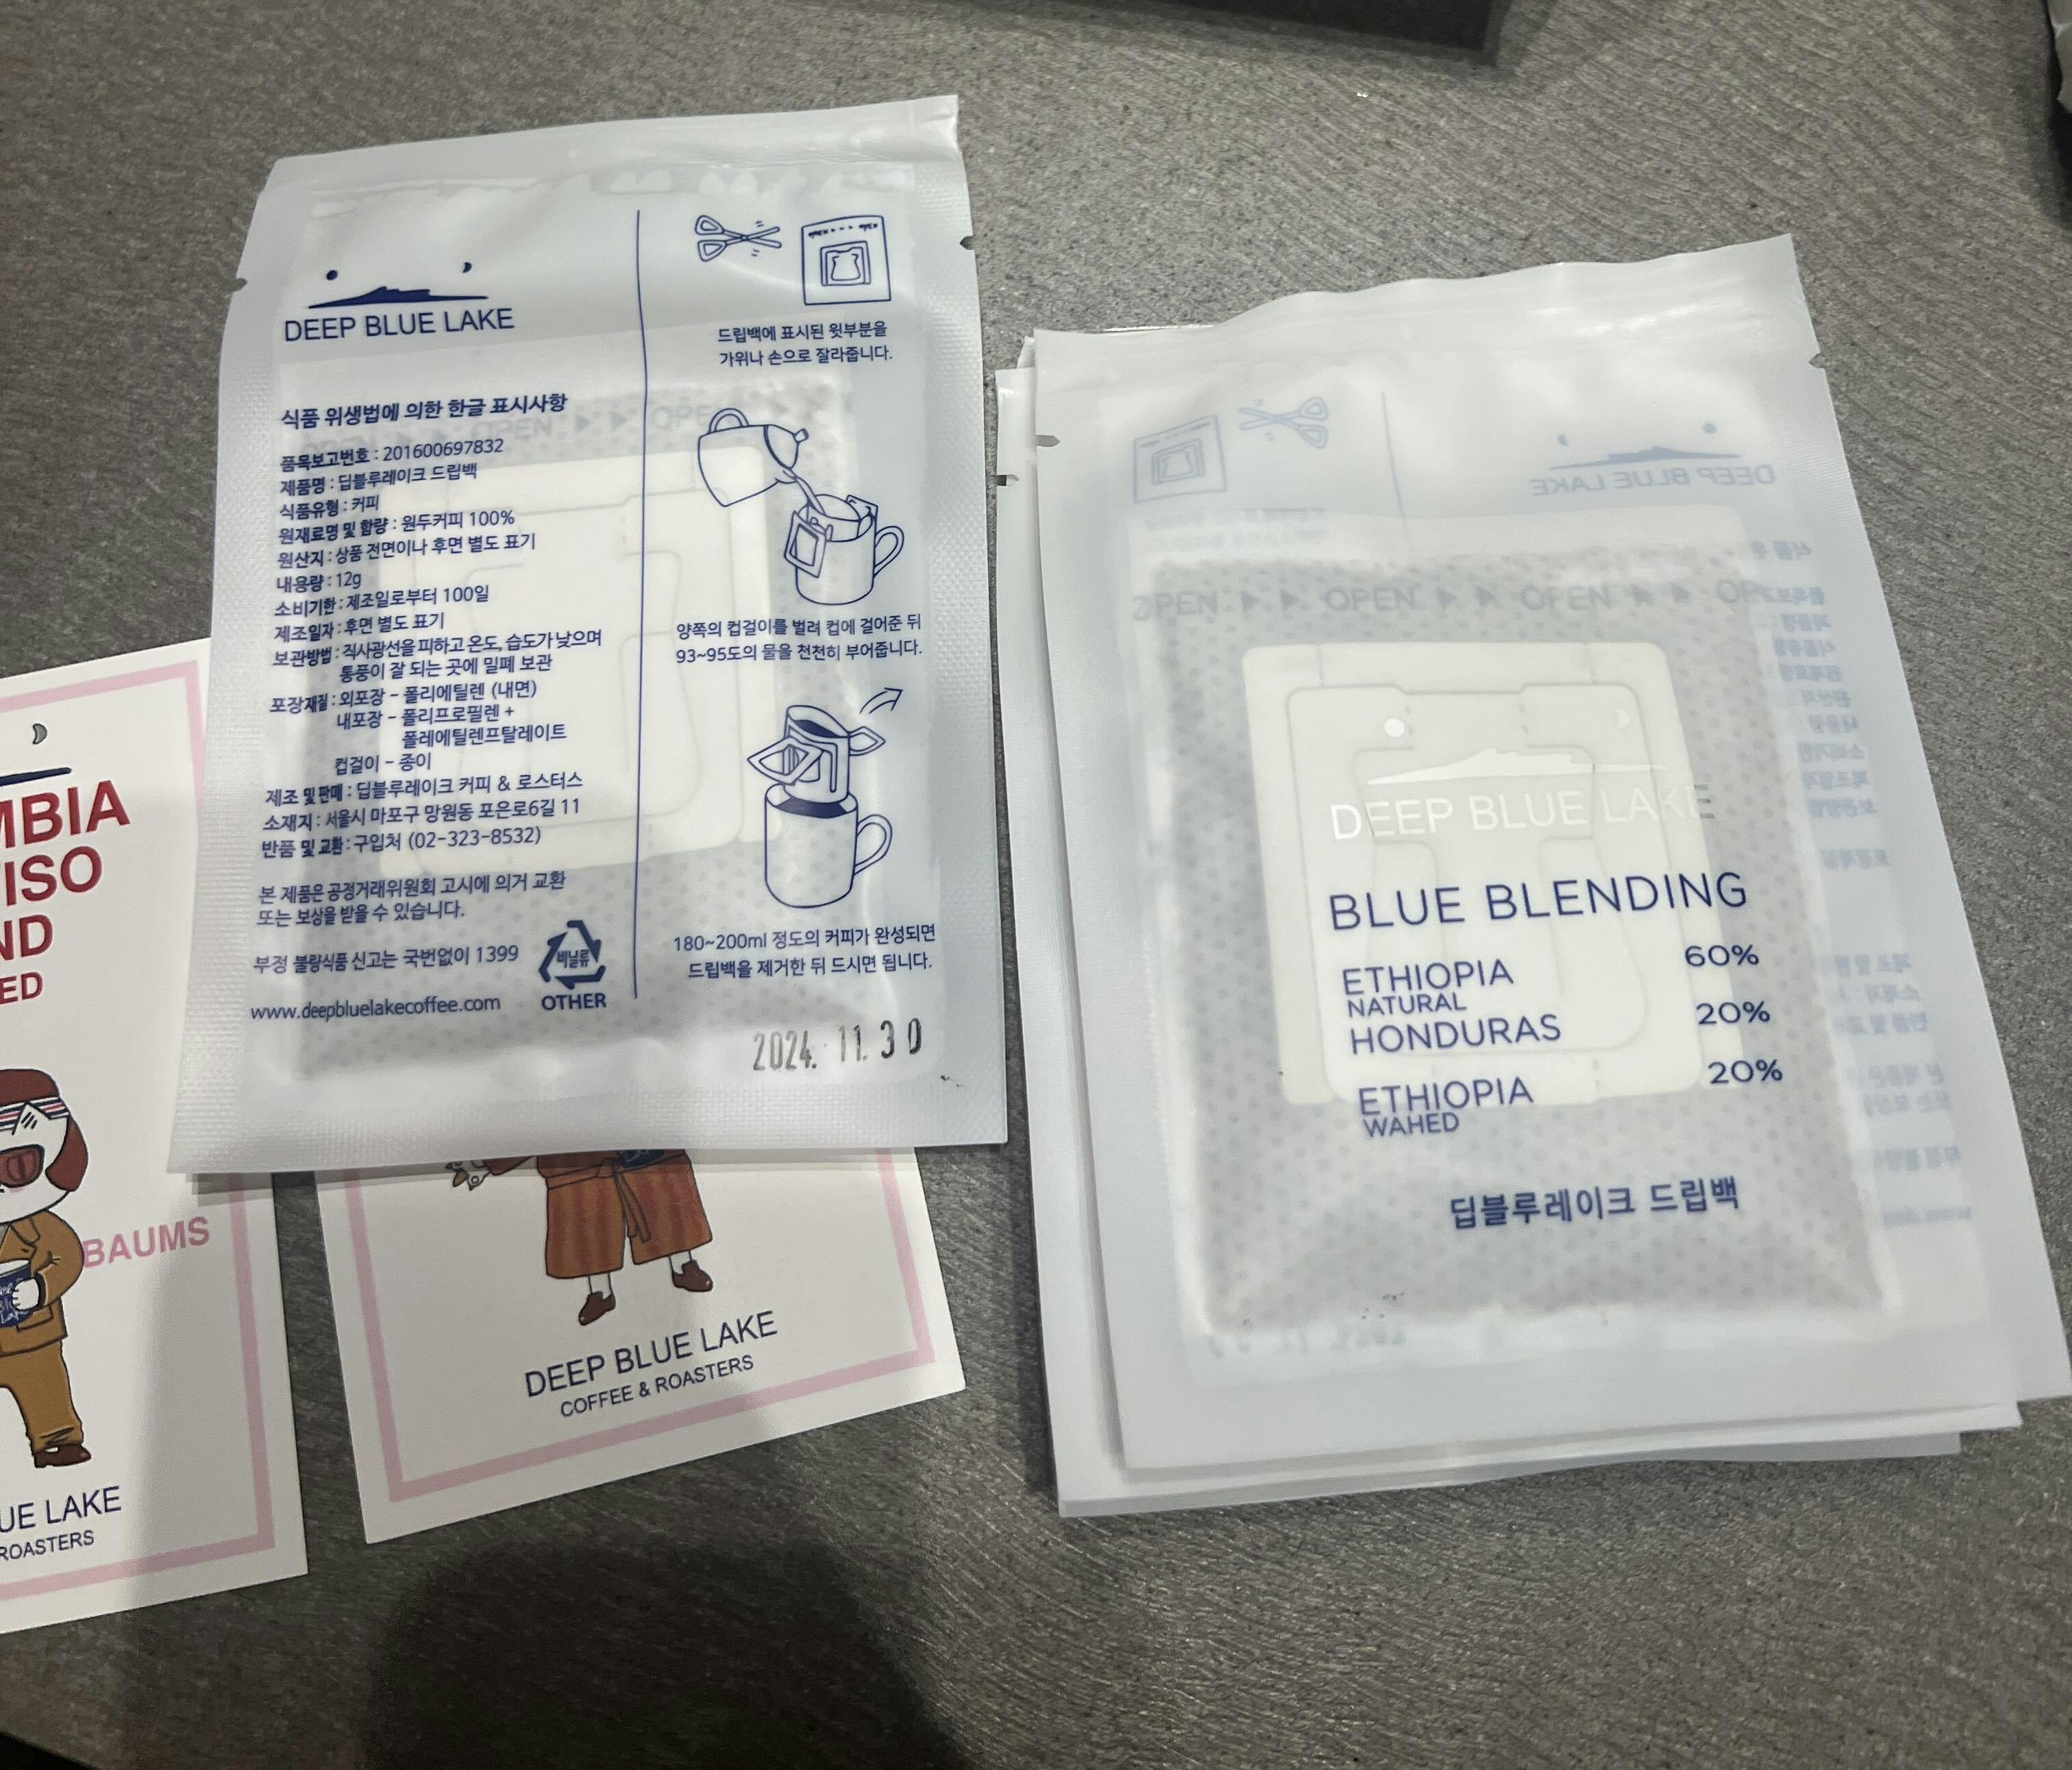 DEEP BLUE LAKE
식품 위생법에 의한 한글 표시사항
품목보고번호 : 201600697832
제품명 : 딥블루레이크 드립백
식품유형 : 커피
원재료명 및 함량 : 원두커피 100%
원산지 : 상품 전면이나 후면 별도 표기
내용량 : 12g
소비기한 : 제조일로부터 100일
제조일자 : 후면 별도 표기
보관방법 : 직사광선을 피하고 온도, 습도가 낮으며
통풍이 잘 되는 곳에 밀폐 보관
포장재질 : 외포장 - 폴리에틸렌 (내면)
내포장 - 폴리프로필렌 +
폴레에틸렌프탈레이트
컵걸이 - 종이
제조 및 판매 : 딥블루레이크 커피 & 로스터스
소재지 : 서울시 마포구 망원동 포은로6길 11
반품 및 교환 : 구입처 (02-323-8532)
본 제품은 공정거래위원회 고시에 의거 교환
또는 보상을 받을 수 있습니다.
부정 불량식품 신고는 국번없이 1399
www.deepbluelakecoffee.com
비닐류
OTHER
드립백에 표시된 윗부분을
가위나 손으로 잘라줍니다.
양쪽의 컵걸이를 벌려 컵에 걸어준 뒤
93~95도의 물을 천천히 부어줍니다.
180~200ml 정도의 커피가 완성되면
드립백을 제거한 뒤 드시면 됩니다.
2024. 11. 30
OPEN OPEN OPEN
DEEP BLUE LAKE
BLUE BLENDING
ETHIOPIA 60%
NATURAL
HONDURAS 20%
ETHIOPIA 20%
WAHED
딥블루레이크 드립백
MBIA
ISO
ND
ED
BAUMS
UE LAKE
ROASTERS
DEEP BLUE LAKE
COFFEE & ROASTERS